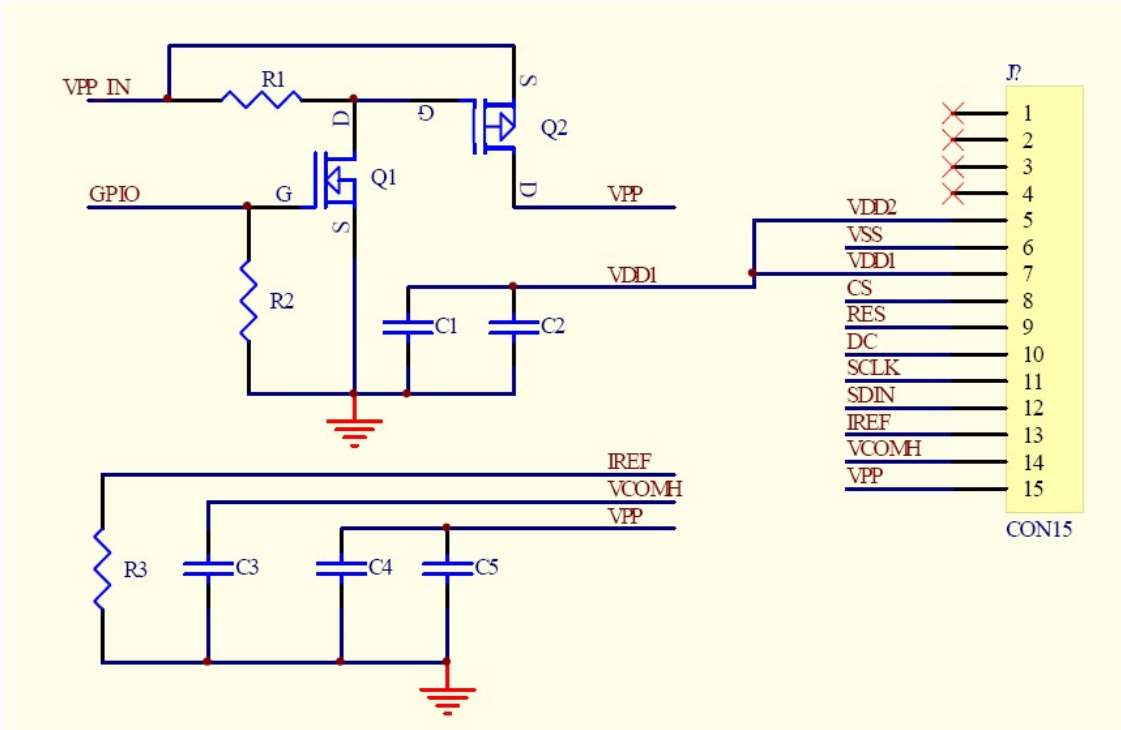 J?
R1
VPP IN
S
1
D
G
Q2
2
3
Q1
4
GPIO
G
D
VPP
VDD2
5
S
VSS
6
VDD1
VDD1
7
R2
CS
8
C1
C2
RES
9
DC
10
SCLK
11
SDIN
12
IREF
13
VCOMH
14
IREF
VPP
15
VCOMH
VPP
CON15
R3
C3
C4
C5